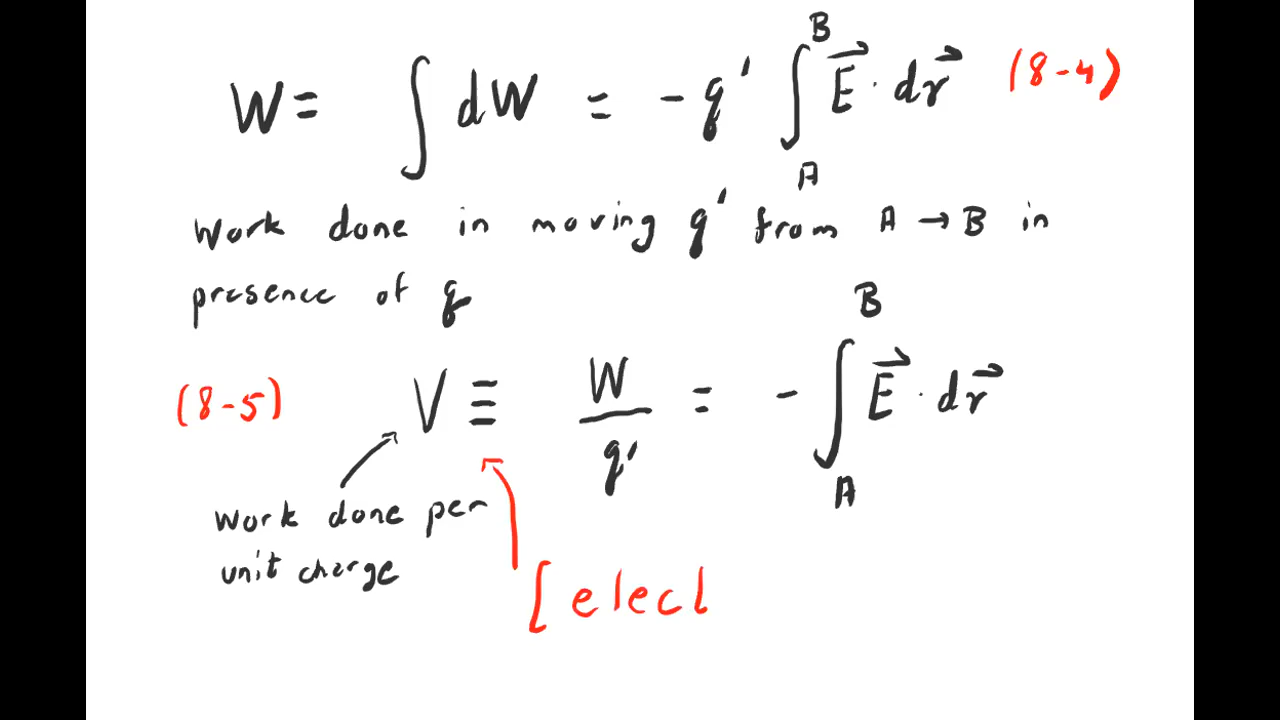 W = ∫ dW = - q' ∫_A^B E⃗ · dr⃗ (8-4)
Work done in moving q' from A → B in
presence of q
(8-5) V ≡ W/q' = - ∫_A^B E⃗ · dr⃗
Work done per
unit charge
[ elecl